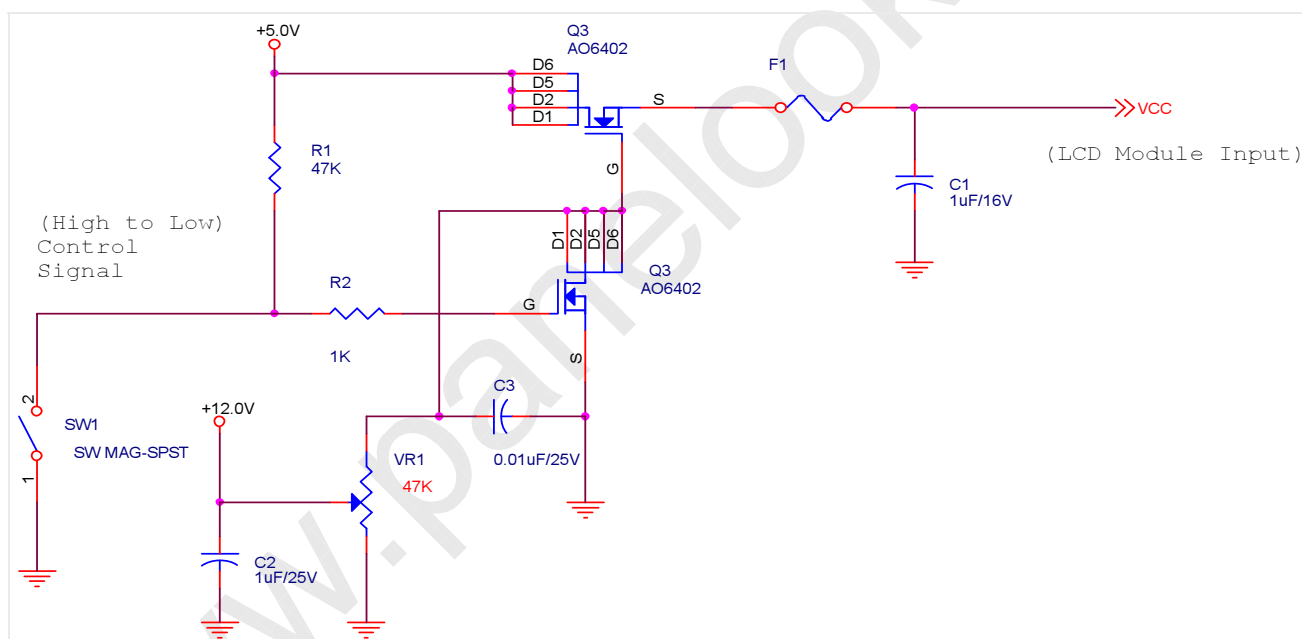 +5.0V
Q3
AO6402
D6
D5
D2
D1
S
F1
VCC
(LCD Module Input)
R1
47K
G
C1
1uF/16V
(High to Low)
Control
Signal
D1
D2
D5
D6
Q3
AO6402
R2
G
1K
S
C3
2
SW1
SW MAG-SPST
+12.0V
VR1
47K
0.01uF/25V
1
C2
1uF/25V
www.panelook